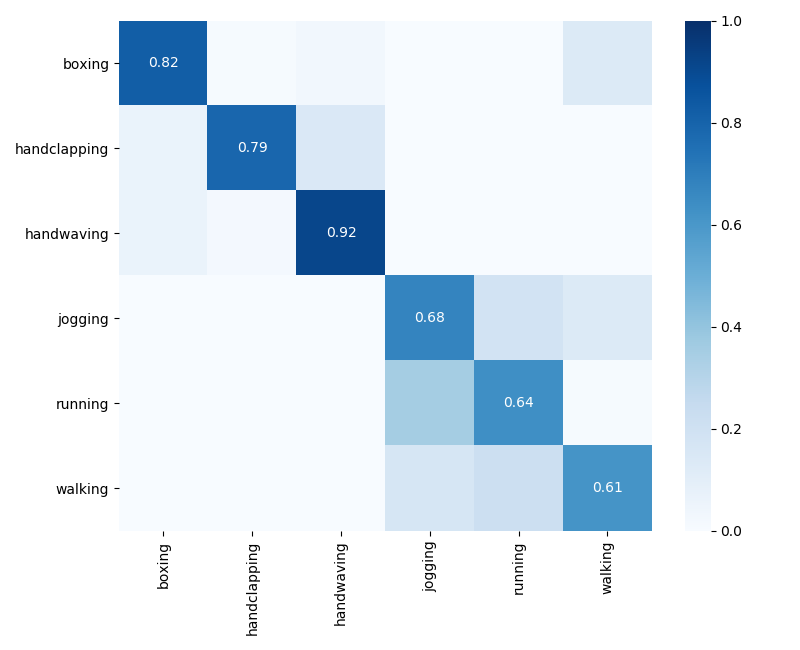 boxing 0.82
handclapping 0.79
handwaving 0.92
jogging 0.68
running 0.64
walking 0.61
boxing
handclapping
handwaving
jogging
running
walking
1.0
0.8
0.6
0.4
0.2
0.0